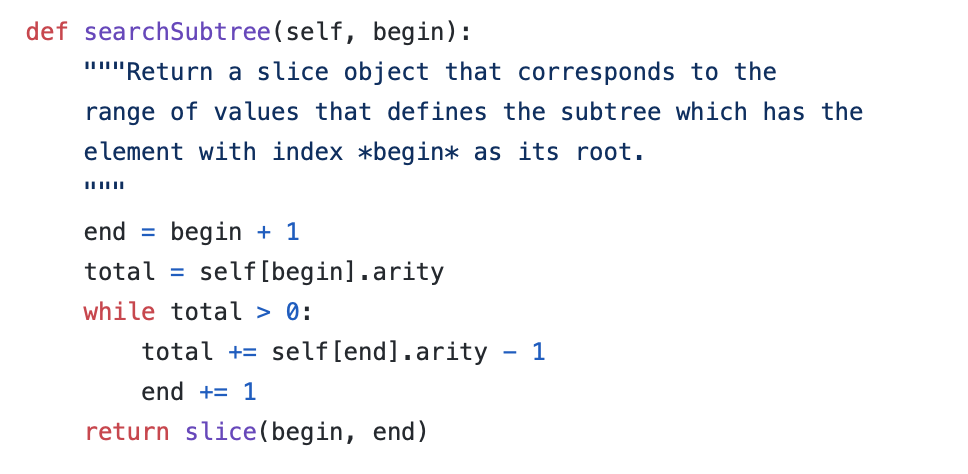 def searchSubtree(self, begin):
    """Return a slice object that corresponds to the
    range of values that defines the subtree which has the
    element with index *begin* as its root.
    """
    end = begin + 1
    total = self[begin].arity
    while total > 0:
        total += self[end].arity - 1
        end += 1
    return slice(begin, end)